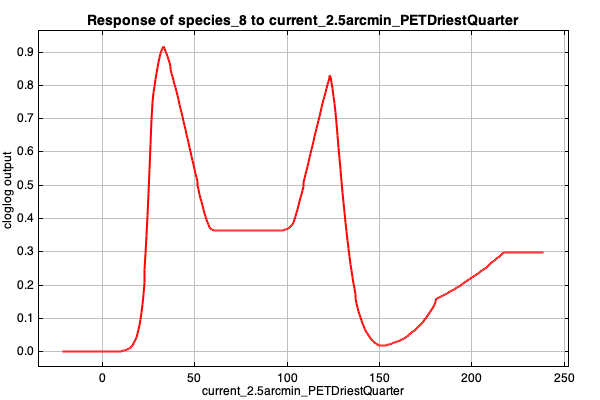 Response of species_8 to current_2.5arcmin_PETDriestQuarter
0.9
0.8
0.7
0.6
0.5
0.4
0.3
0.2
0.1
0.0
cloglog output
0 50 100 150 200 250
current_2.5arcmin_PETDriestQuarter